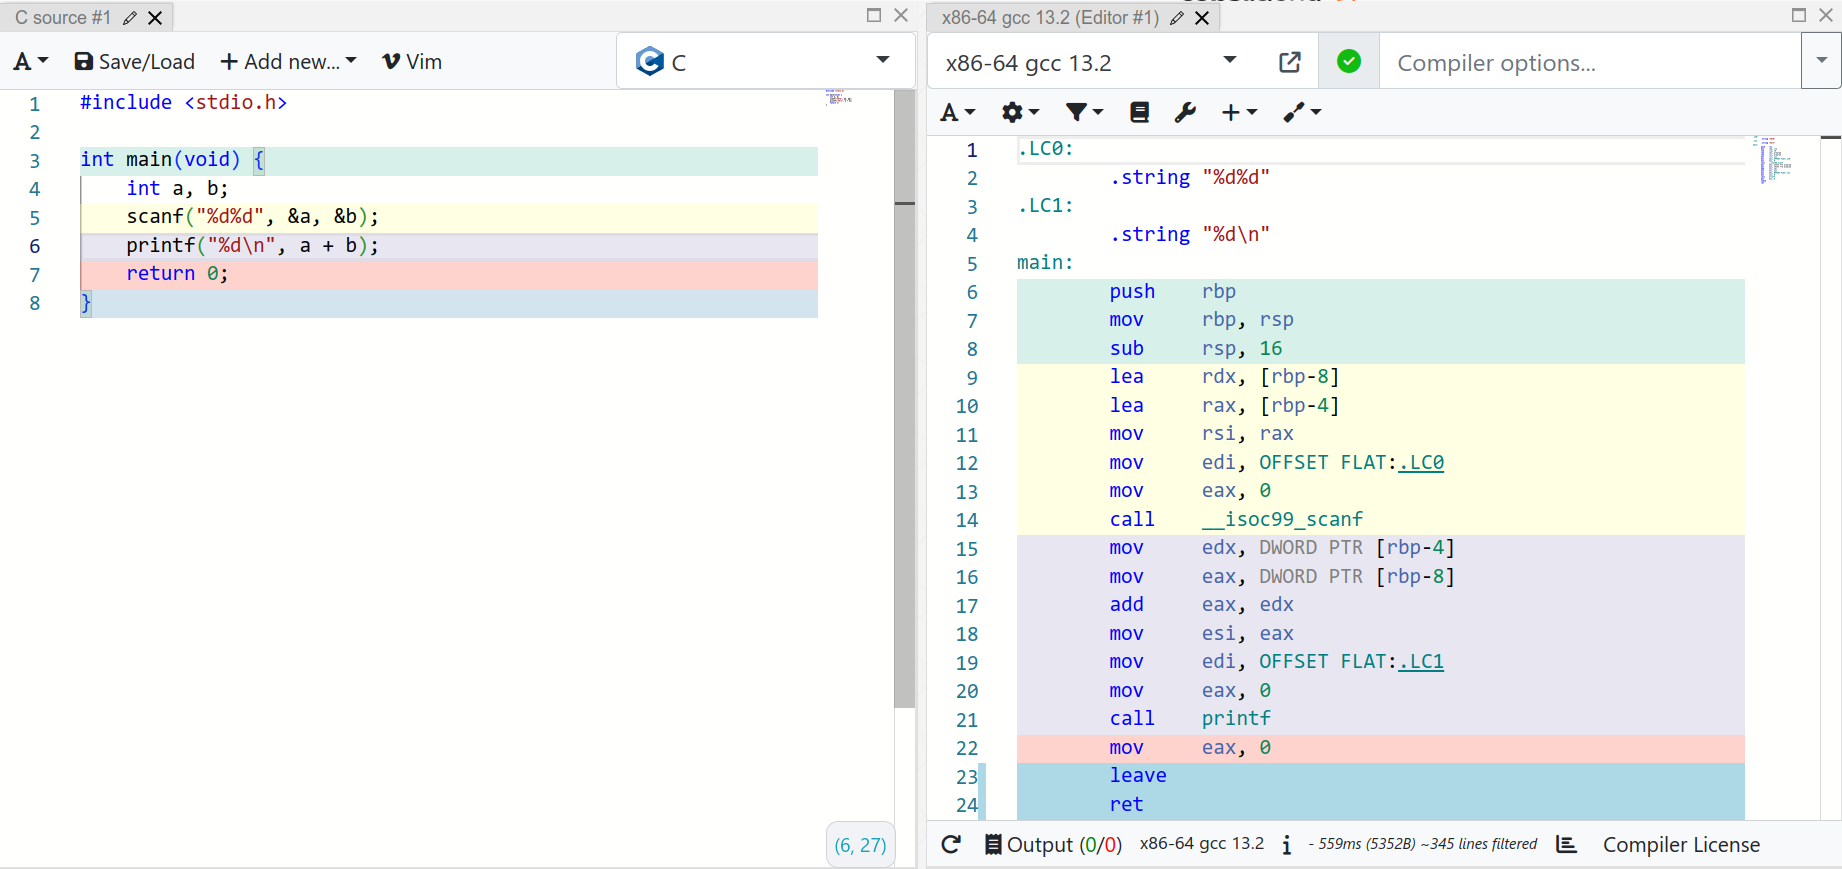 C source #1
A Save/Load + Add new... Vim C
1 #include <stdio.h>
2
3 int main(void) {
4 int a, b;
5 scanf("%d%d", &a, &b);
6 printf("%d\n", a + b);
7 return 0;
8 }
(6, 27)
x86-64 gcc 13.2 (Editor #1)
x86-64 gcc 13.2 Compiler options...
A
1 .LC0:
2 .string "%d%d"
3 .LC1:
4 .string "%d\n"
5 main:
6 push rbp
7 mov rbp, rsp
8 sub rsp, 16
9 lea rdx, [rbp-8]
10 lea rax, [rbp-4]
11 mov rsi, rax
12 mov edi, OFFSET FLAT:.LC0
13 mov eax, 0
14 call __isoc99_scanf
15 mov edx, DWORD PTR [rbp-4]
16 mov eax, DWORD PTR [rbp-8]
17 add eax, edx
18 mov esi, eax
19 mov edi, OFFSET FLAT:.LC1
20 mov eax, 0
21 call printf
22 mov eax, 0
23 leave
24 ret
Output (0/0) x86-64 gcc 13.2 i - 559ms (5352B) ~345 lines filtered Compiler License